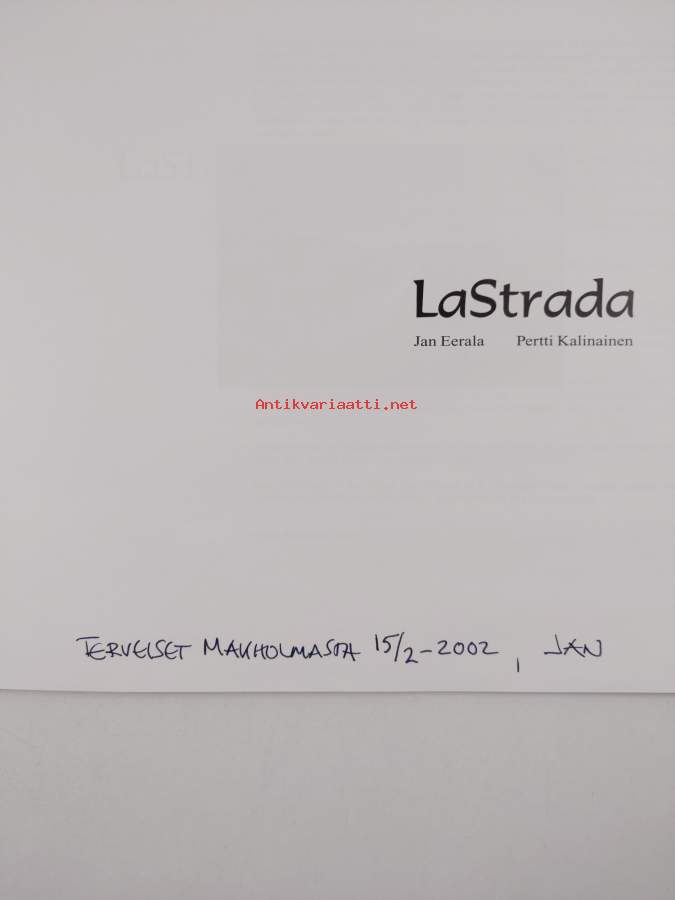 LaStrada
Jan Eerala Pertti Kalinainen
Antikvariaatti.net
TERVEISET MAKHOLMASTA 15/2-2002, JAN